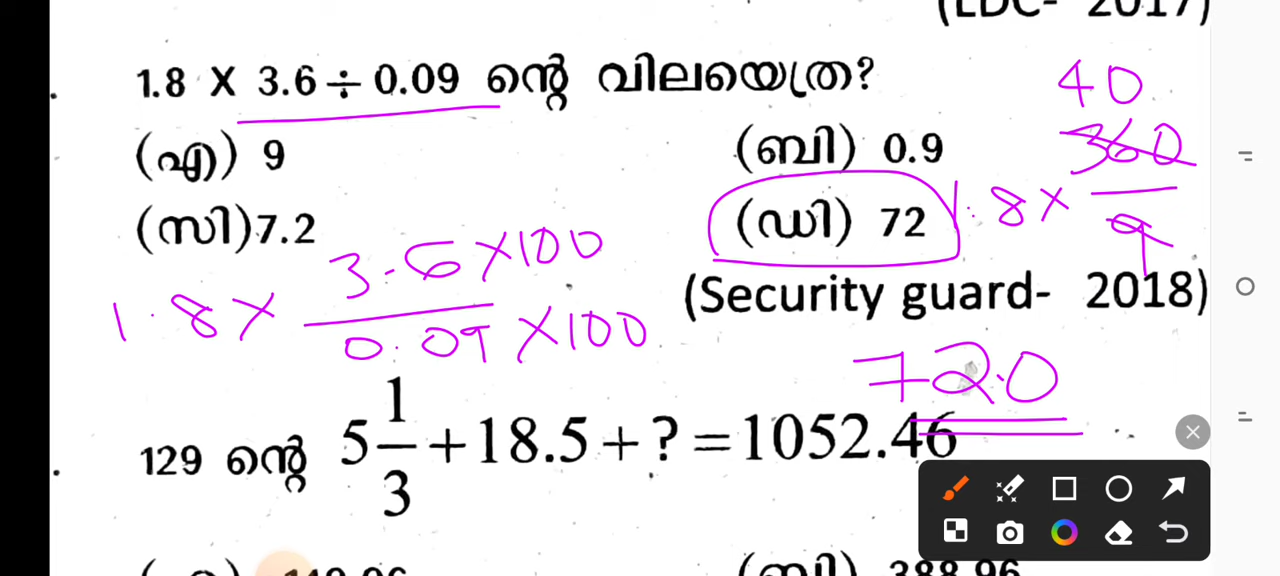 (LDC- 2017)
1.8 X 3.6 ÷ 0.09 ന്റെ വിലയെത്ര?
40
(എ) 9
(ബി) 0.9
360
(സി) 7.2
(ഡി) 72
1.8 ×
9
3.6 × 100
1.8 ×
0.09 × 100
(Security guard- 2018)
72.0
129 ന്റെ 5 1/3 + 18.5 + ? = 1052.46
(ബി) 388.96